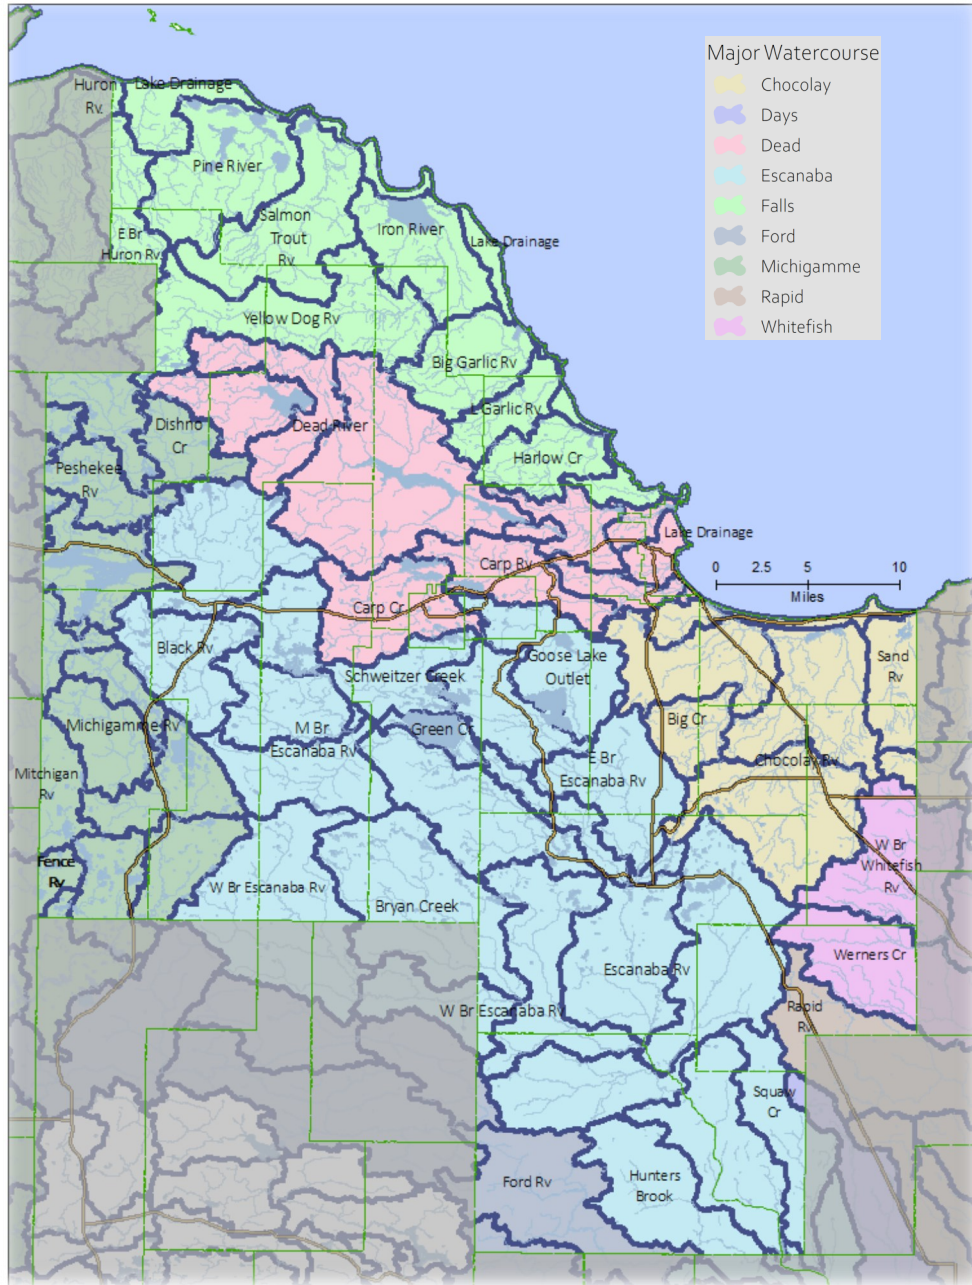 Major Watercourse
Chocolay
Days
Dead
Escanaba
Falls
Ford
Michigamme
Rapid
Whitefish
Huron
Rv.
Lake Drainage
Pine River
Salmon
Trout
Rv
E Br
Huron Rv
Iron River
Lake Drainage
Yellow Dog Rv
Big Garlic Rv
L Garlic Rv
Dishno
Cr
Dead River
Harlow Cr
Peshekee
Rv
Lake Drainage
Carp Rv
0 2.5 5 10
Miles
Carp Cr
Black Rv
Goose Lake
Outlet
Sand
Rv
Schweitzer Creek
Michigamme Rv
M Br
Escanaba Rv
Green Cr
Big Cr
E Br
Escanaba Rv
Chocolay Rv
Mitchigan
Rv
Fence
Rv
W Br Escanaba Rv
Bryan Creek
W Br
Whitefish
Rv
Werners Cr
Escanaba Rv
W Br Escanaba Rv
Rapid
Rv
Squaw
Cr
Ford Rv
Hunters
Brook